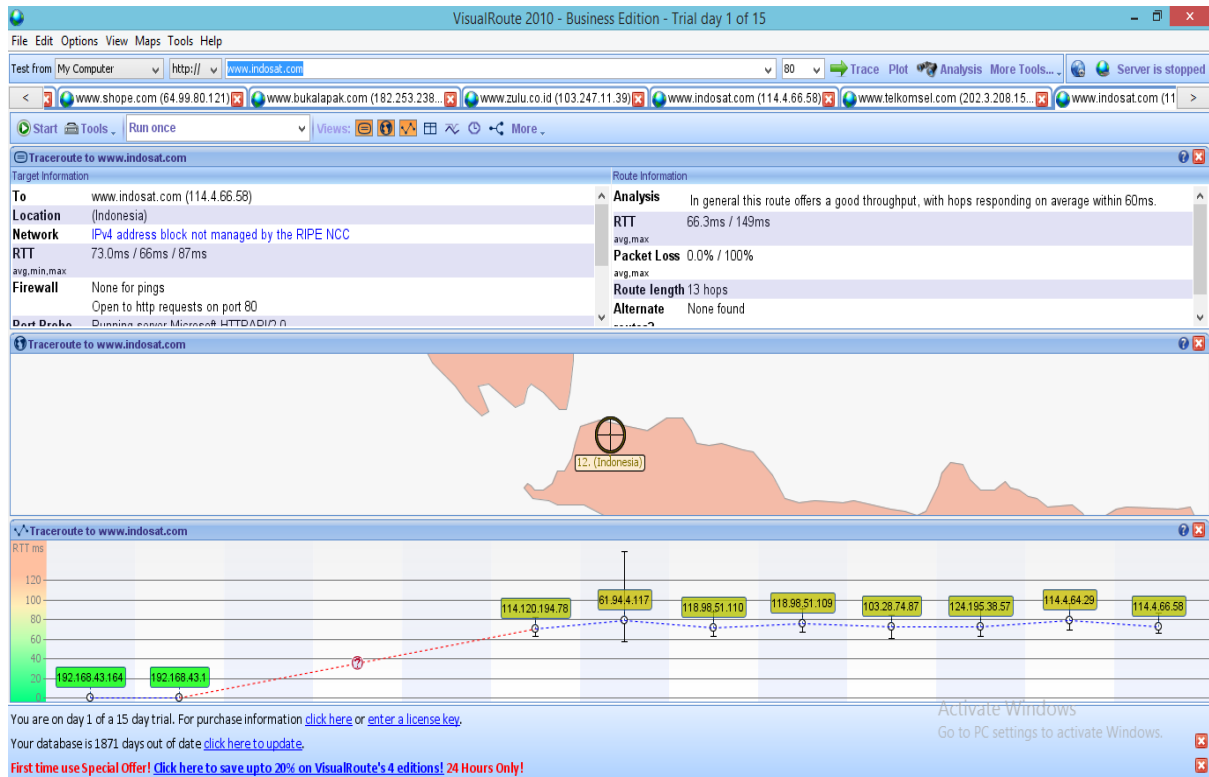 VisualRoute 2010 - Business Edition - Trial day 1 of 15
File Edit Options View Maps Tools Help
Test from My Computer http:// www.indosat.com 80 Trace Plot Analysis More Tools... Server is stopped
< www.shope.com (64.99.80.121) www.bukalapak.com (182.253.238... www.zulu.co.id (103.247.11.39) www.indosat.com (114.4.66.58) www.telkomsel.com (202.3.208.15... www.indosat.com (11 >
Start Tools Run once Views: More
Traceroute to www.indosat.com
Target Information
To www.indosat.com (114.4.66.58)
Location (Indonesia)
Network IPv4 address block not managed by the RIPE NCC
RTT 73.0ms / 66ms / 87ms
avg,min,max
Firewall None for pings
Open to http requests on port 80
Port Probe Running server Microsoft HTTPAPI/2.0
Route Information
Analysis In general this route offers a good throughput, with hops responding on average within 60ms.
RTT 66.3ms / 149ms
avg,max
Packet Loss 0.0% / 100%
avg,max
Route length 13 hops
Alternate None found
routes?
Traceroute to www.indosat.com
12. (Indonesia)
Traceroute to www.indosat.com
RTT ms
120
100
80
60
40
20
0
192.168.43.164
192.168.43.1
?
114.120.194.78
61.94.4.117
118.98.51.110
118.98.51.109
103.28.74.87
124.195.38.57
114.4.64.29
114.4.66.58
Activate Windows
Go to PC settings to activate Windows.
You are on day 1 of a 15 day trial. For purchase information click here or enter a license key.
Your database is 1871 days out of date click here to update.
First time use Special Offer! Click here to save upto 20% on VisualRoute's 4 editions! 24 Hours Only!